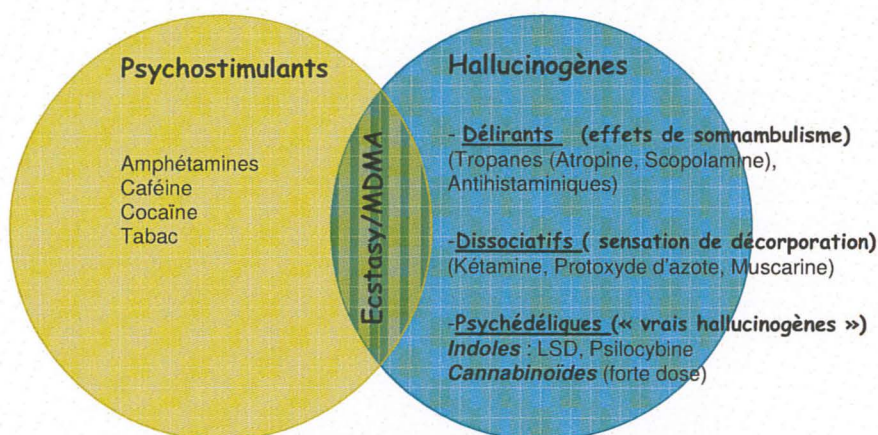 Psychostimulants
Amphétamines
Caféine
Cocaïne
Tabac
Ecstasy/MDMA
Hallucinogènes
- Délirants (effets de somnambulisme)
(Tropanes (Atropine, Scopolamine),
Antihistaminiques)
-Dissociatifs ( sensation de décorporation)
(Kétamine, Protoxyde d'azote, Muscarine)
-Psychédéliques (« vrais hallucinogènes »)
Indoles : LSD, Psilocybine
Cannabinoïdes (forte dose)